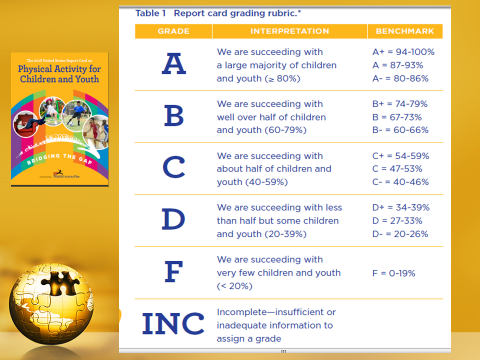 Table 1 Report card grading rubric.*
GRADE INTERPRETATION BENCHMARK
A
We are succeeding with
a large majority of children
and youth (≥ 80%)
A+ = 94-100%
A = 87-93%
A- = 80-86%
B
We are succeeding with
well over half of children
and youth (60-79%)
B+ = 74-79%
B = 67-73%
B- = 60-66%
C
We are succeeding with
about half of children and
youth (40-59%)
C+ = 54-59%
C = 47-53%
C- = 40-46%
D
We are succeeding with less
than half but some children
and youth (20-39%)
D+ = 34-39%
D = 27-33%
D- = 20-26%
F
We are succeeding with
very few children and youth
(< 20%)
F = 0-19%
INC
Incomplete—insufficient or
inadequate information to
assign a grade
Physical Activity for
Children and Youth
BRIDGING THE GAP